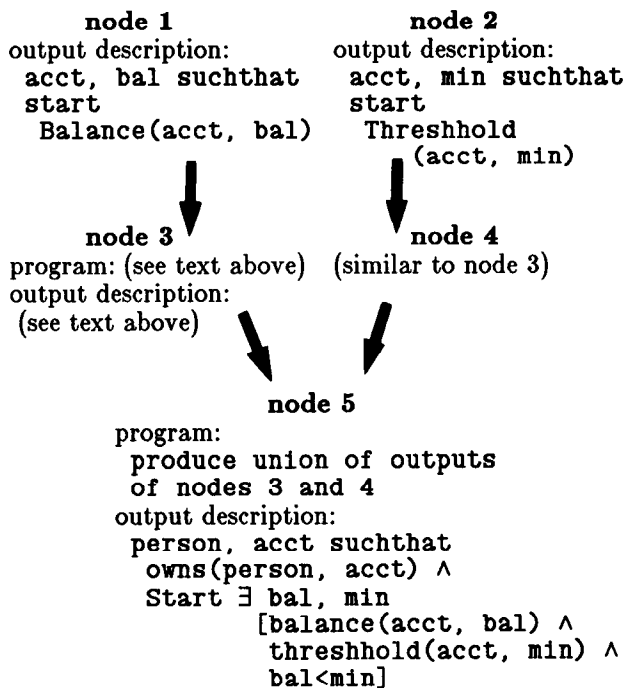 node 1
output description:
acct, bal suchthat
start
Balance(acct, bal)
node 2
output description:
acct, min suchthat
start
Threshhold
(acct, min)
node 3
program: (see text above)
output description:
(see text above)
node 4
(similar to node 3)
node 5
program:
produce union of outputs
of nodes 3 and 4
output description:
person, acct suchthat
owns(person, acct) ∧
Start ∃ bal, min
[balance(acct, bal) ∧
threshhold(acct, min) ∧
bal<min]